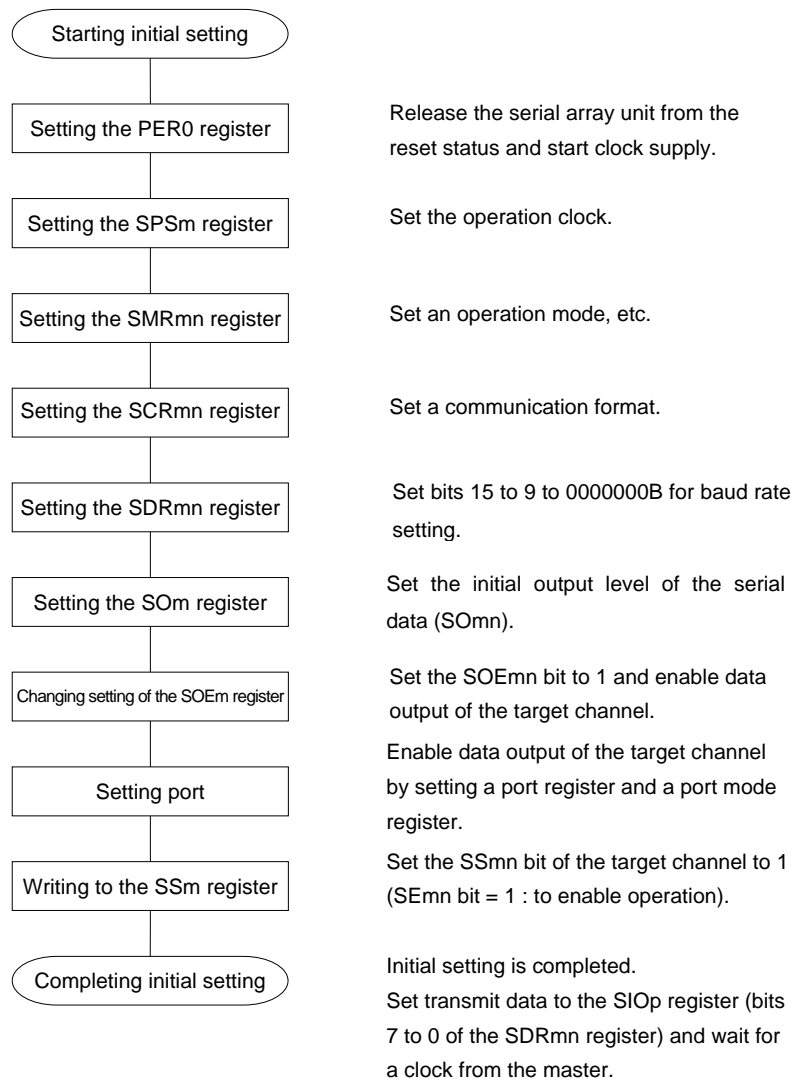 Starting initial setting
Setting the PER0 register
Release the serial array unit from the
reset status and start clock supply.
Setting the SPSm register
Set the operation clock.
Setting the SMRmn register
Set an operation mode, etc.
Setting the SCRmn register
Set a communication format.
Setting the SDRmn register
Set bits 15 to 9 to 0000000B for baud rate
setting.
Setting the SOm register
Set the initial output level of the serial
data (SOmn).
Changing setting of the SOEm register
Set the SOEmn bit to 1 and enable data
output of the target channel.
Setting port
Enable data output of the target channel
by setting a port register and a port mode
register.
Writing to the SSm register
Set the SSmn bit of the target channel to 1
(SEmn bit = 1 : to enable operation).
Completing initial setting
Initial setting is completed.
Set transmit data to the SIOp register (bits
7 to 0 of the SDRmn register) and wait for
a clock from the master.